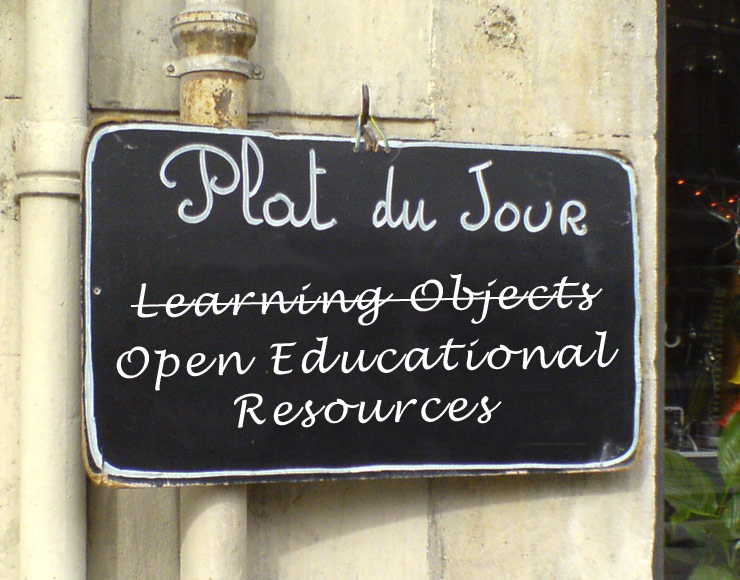 Plat du Jour
Learning Objects
Open Educational
Resources